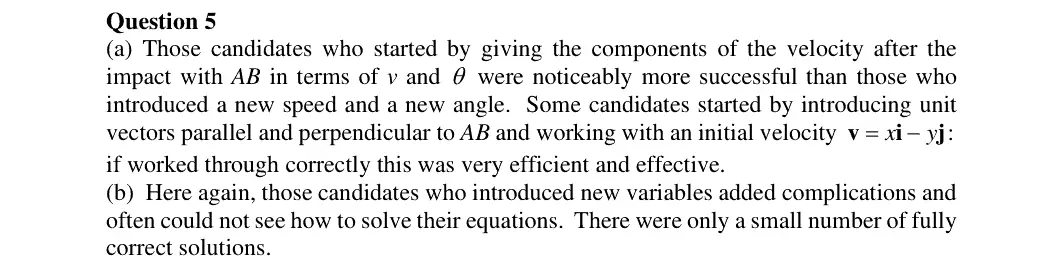 Question 5
(a) Those candidates who started by giving the components of the velocity after the
impact with AB in terms of v and θ were noticeably more successful than those who
introduced a new speed and a new angle. Some candidates started by introducing unit
vectors parallel and perpendicular to AB and working with an initial velocity v = xi − yj:
if worked through correctly this was very efficient and effective.
(b) Here again, those candidates who introduced new variables added complications and
often could not see how to solve their equations. There were only a small number of fully
correct solutions.